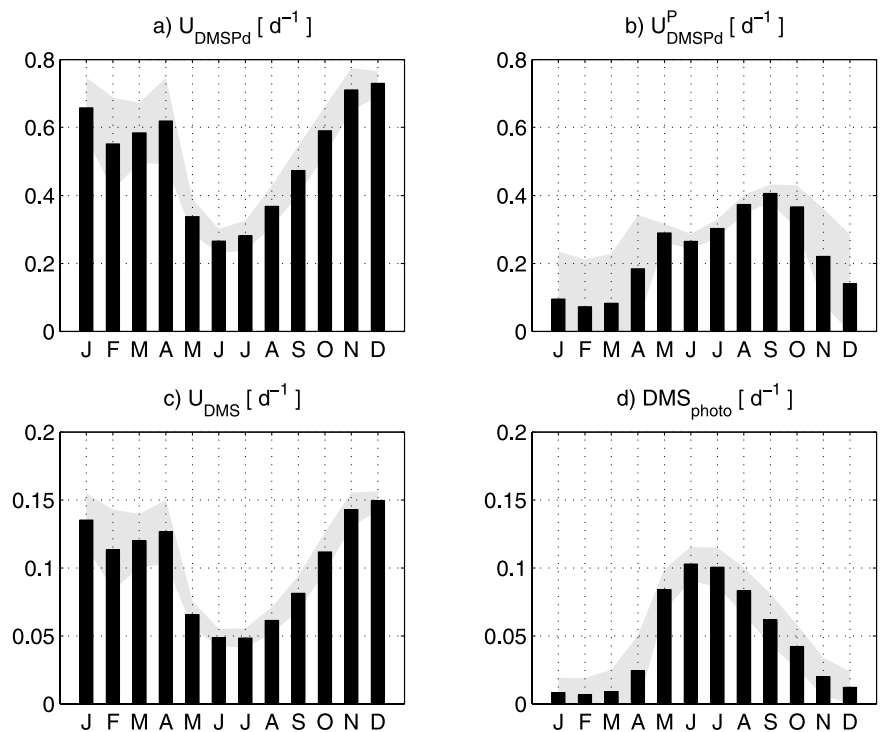 a) U_DMSPd [ d⁻¹ ]
0.8
0.6
0.4
0.2
0
J F M A M J J A S O N D
b) U^P_DMSPd [ d⁻¹ ]
0.8
0.6
0.4
0.2
0
J F M A M J J A S O N D
c) U_DMS [ d⁻¹ ]
0.2
0.15
0.1
0.05
0
J F M A M J J A S O N D
d) DMS_photo [ d⁻¹ ]
0.2
0.15
0.1
0.05
0
J F M A M J J A S O N D